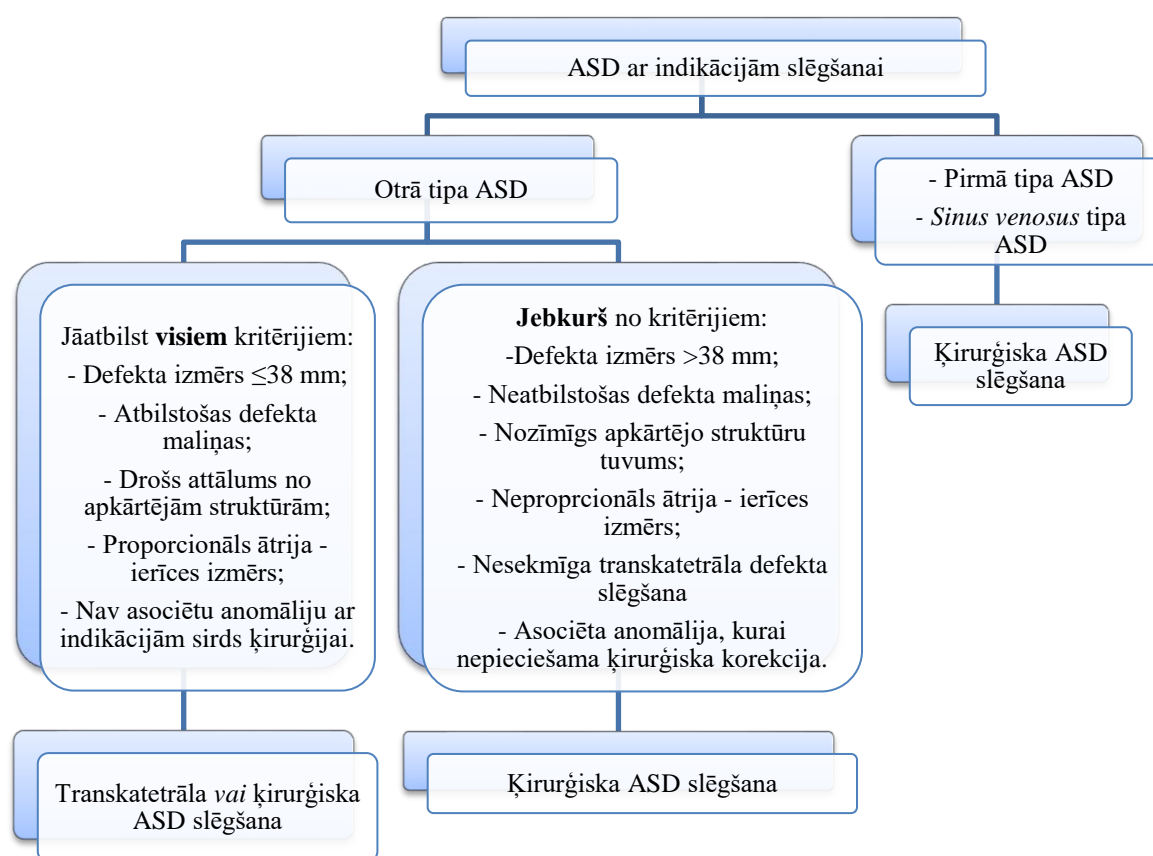 ASD ar indikācijām slēgšanai
Otrā tipa ASD
- Pirmā tipa ASD
- Sinus venosus tipa
ASD
Jāatbilst visiem kritērijiem:
- Defekta izmērs ≤38 mm;
- Atbilstošas defekta
maliņas;
- Drošs attālums no
apkārtējām struktūrām;
- Proporcionāls ātrija -
ierīces izmērs;
- Nav asociētu anomāliju ar
indikācijām sirds ķirurģijai.
Jebkurš no kritērijiem:
-Defekta izmērs >38 mm;
- Neatbilstošas defekta maliņas;
- Nozīmīgs apkārtējo struktūru
tuvums;
- Neproprcionāls ātrija - ierīces
izmērs;
- Nesekmīga transkatetrāla defekta
slēgšana
- Asociēta anomālija, kurai
nepieciešama ķirurģiska korekcija.
Ķirurģiska ASD
slēgšana
Transkatetrāla vai ķirurģiska
ASD slēgšana
Ķirurģiska ASD slēgšana